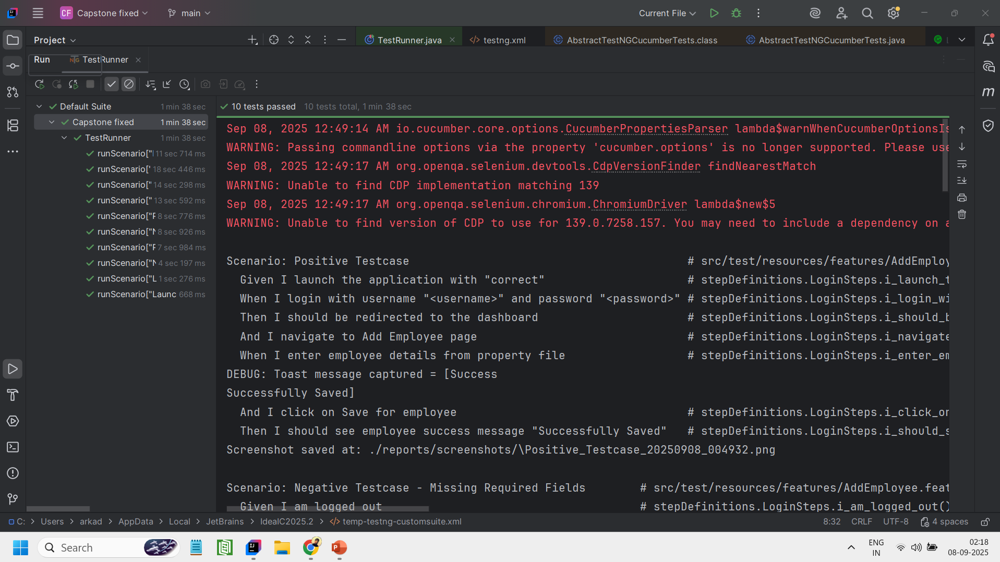 CF Capstone fixed
main
Current File
Project
TestRunner.java
testng.xml
AbstractTestNGCucumberTests.class
AbstractTestNGCucumberTests.java
Run
TestRunner
Default Suite 1 min 38 sec
Capstone fixed 1 min 38 sec
TestRunner 1 min 38 sec
runScenario[" 11 sec 714 ms
runScenario[" 18 sec 446 ms
runScenario[" 14 sec 298 ms
runScenario[" 13 sec 592 ms
runScenario["P 8 sec 776 ms
runScenario["N 8 sec 926 ms
runScenario["P 7 sec 984 ms
runScenario["N 4 sec 197 ms
runScenario["L 1 sec 276 ms
runScenario["Launc 668 ms
10 tests passed 10 tests total, 1 min 38 sec
Sep 08, 2025 12:49:14 AM io.cucumber.core.options.CucumberPropertiesParser lambda$warnWhenCucumberOptionsIs
WARNING: Passing commandline options via the property 'cucumber.options' is no longer supported. Please use
Sep 08, 2025 12:49:17 AM org.openqa.selenium.devtools.CdpVersionFinder findNearestMatch
WARNING: Unable to find CDP implementation matching 139
Sep 08, 2025 12:49:17 AM org.openqa.selenium.chromium.ChromiumDriver lambda$new$5
WARNING: Unable to find version of CDP to use for 139.0.7258.157. You may need to include a dependency on a
Scenario: Positive Testcase # src/test/resources/features/AddEmploy
Given I launch the application with "correct" # stepDefinitions.LoginSteps.i_launch_t
When I login with username "<username>" and password "<password>" # stepDefinitions.LoginSteps.i_login_wi
Then I should be redirected to the dashboard # stepDefinitions.LoginSteps.i_should_b
And I navigate to Add Employee page # stepDefinitions.LoginSteps.i_navigate
When I enter employee details from property file # stepDefinitions.LoginSteps.i_enter_em
DEBUG: Toast message captured = [Success
Successfully Saved]
And I click on Save for employee # stepDefinitions.LoginSteps.i_click_on
Then I should see employee success message "Successfully Saved" # stepDefinitions.LoginSteps.i_should_s
Screenshot saved at: ./reports/screenshots/\Positive_Testcase_20250908_004932.png
Scenario: Negative Testcase - Missing Required Fields # src/test/resources/features/AddEmployee.feat
Given I am logged out # stepDefinitions.LoginSteps.i_am_logged_out()
C: > Users > arkad > AppData > Local > JetBrains > IdeaIC2025.2 > temp-testng-customsuite.xml
8:32 CRLF UTF-8 4 spaces
Search
ENG
IN
02:18
08-09-2025